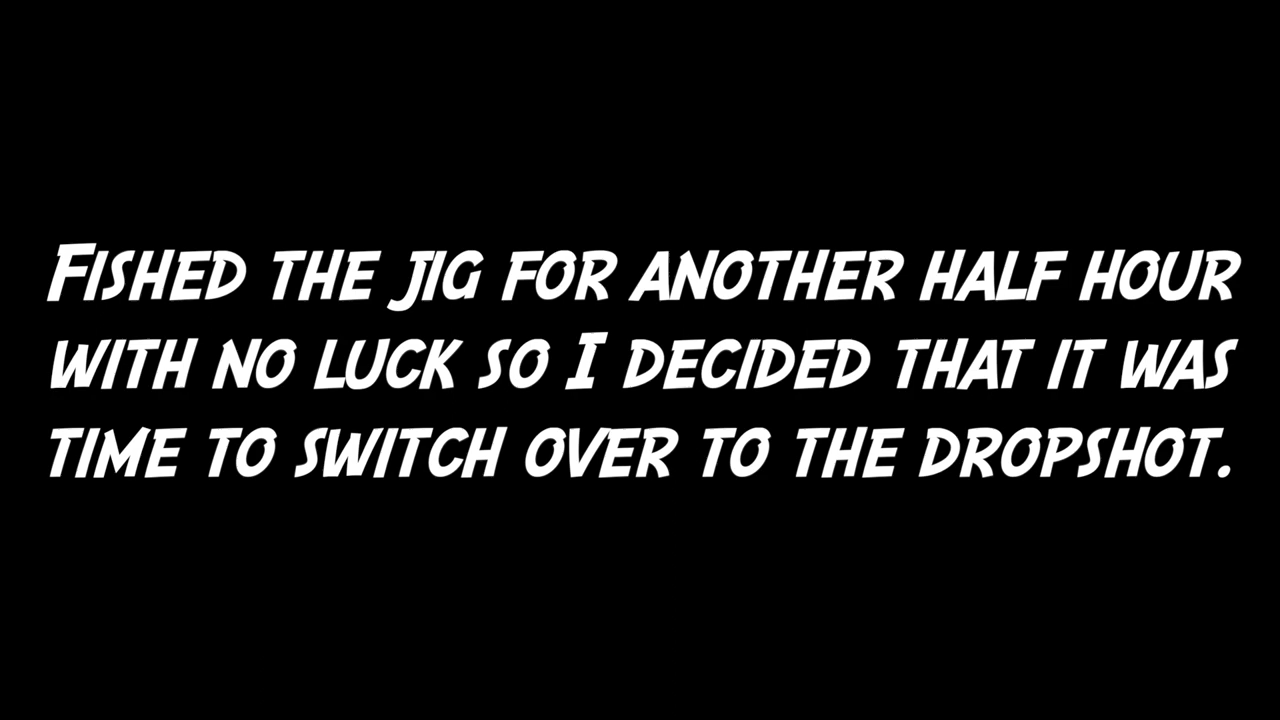 Fished the jig for another half hour
with no luck so I decided that it was
time to switch over to the dropshot.